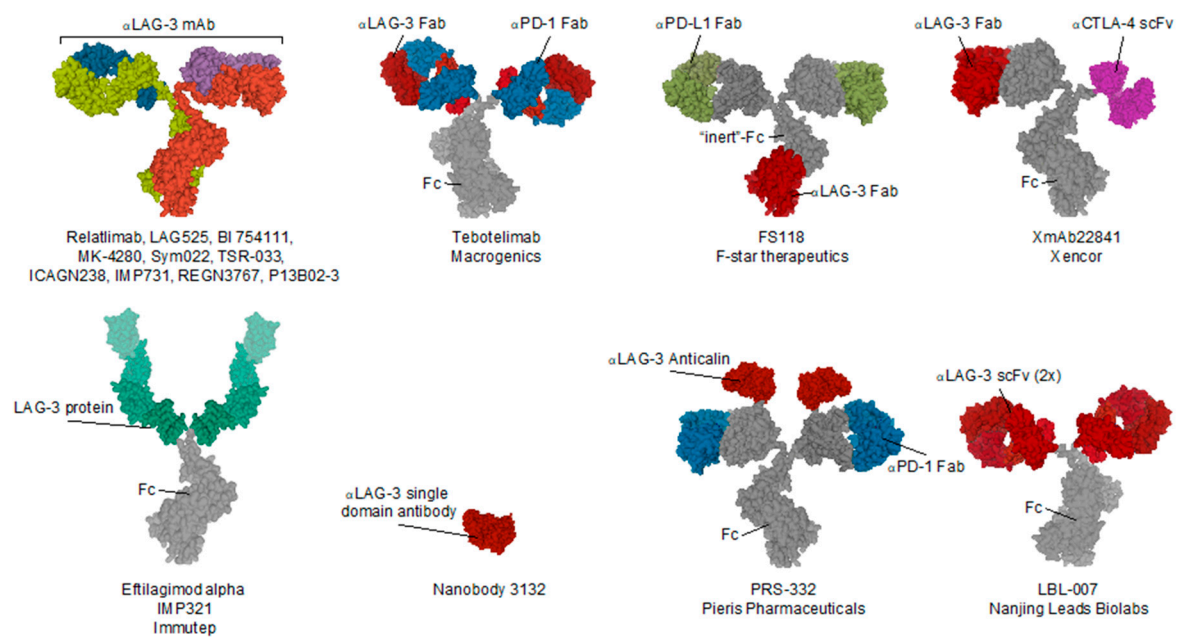 αLAG-3 mAb
Relatlimab, LAG525, BI 754111,
MK-4280, Sym022, TSR-033,
ICAGN238, IMP731, REGN3767, P13B02-3
αLAG-3 Fab
αPD-1 Fab
Fc
Tebotelimab
Macrogenics
αPD-L1 Fab
"inert"-Fc
αLAG-3 Fab
FS118
F-star therapeutics
αLAG-3 Fab
αCTLA-4 scFv
Fc
XmAb22841
Xencor
LAG-3 protein
Fc
Eftilagimod alpha
IMP321
Immutep
αLAG-3 single
domain antibody
Nanobody 3132
αLAG-3 Anticalin
αPD-1 Fab
Fc
PRS-332
Pieris Pharmaceuticals
αLAG-3 scFv (2x)
Fc
LBL-007
Nanjing Leads Biolabs